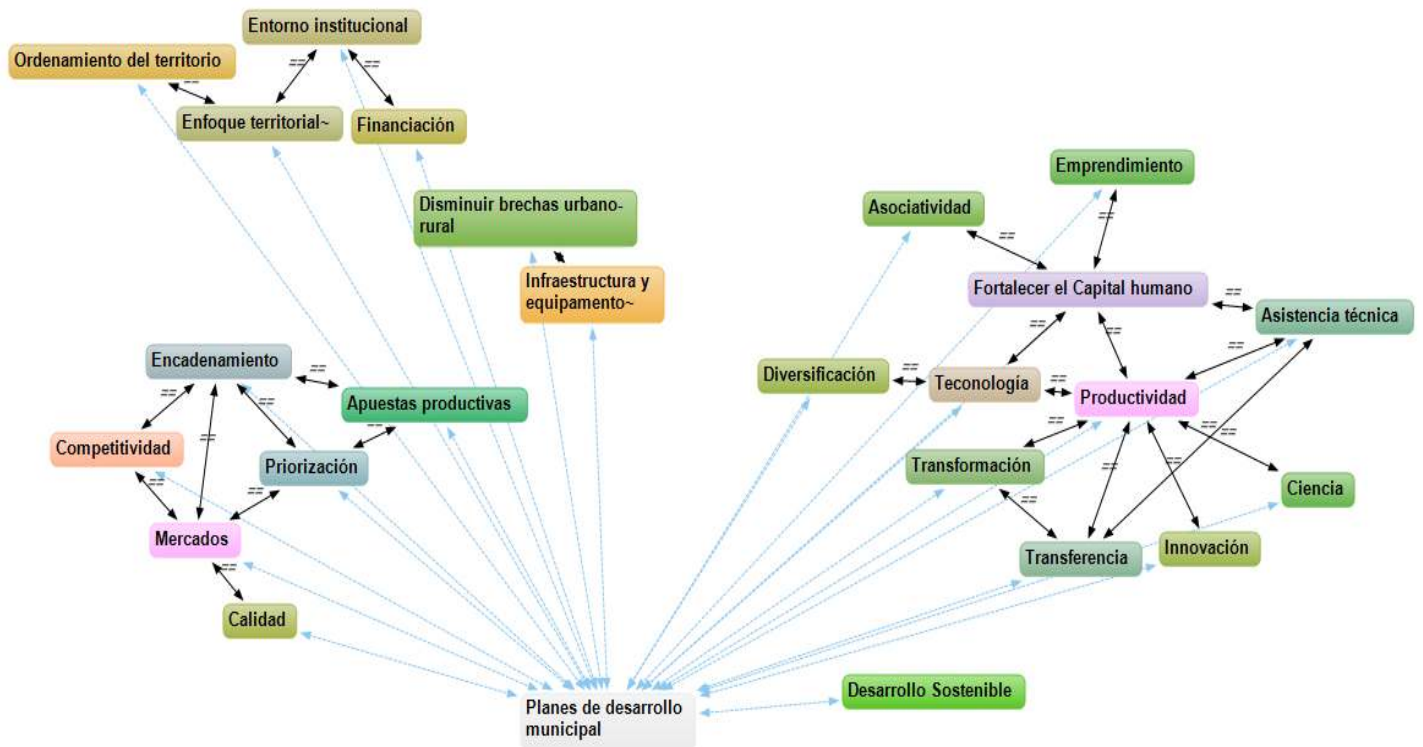 Entorno institucional
Ordenamiento del territorio
==
==
==
Enfoque territorial~
Financiación
Disminuir brechas urbano-
rural
Infraestructura y
equipamento~
Emprendimiento
Asociatividad
==
==
Fortalecer el Capital humano
==
Asistencia técnica
==
==
==
Encadenamiento
==
Apuestas productivas
==
==
==
==
Competitividad
Priorización
==
==
Mercados
==
Calidad
Diversificación
==
Teconología
==
Productividad
==
==
==
Transformación
==
==
==
Ciencia
Transferencia
Innovación
Desarrollo Sostenible
Planes de desarrollo
municipal